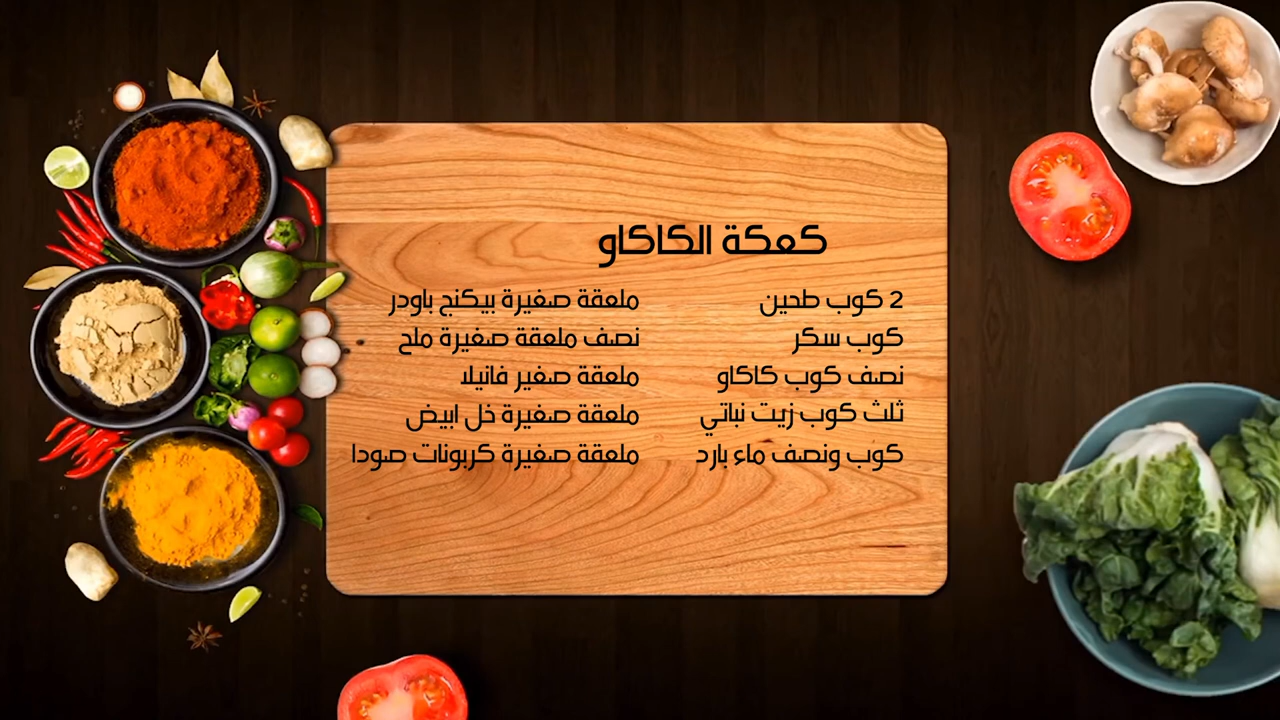 كعكة الكاكاو
2 كوب طحين
كوب سكر
نصف كوب كاكاو
ثلث كوب زيت نباتي
كوب ونصف ماء بارد
ملعقة صغيرة بيكنج باودر
نصف ملعقة صغيرة ملح
ملعقة صغير فانيلا
ملعقة صغيرة خل ابيض
ملعقة صغيرة كربونات صودا